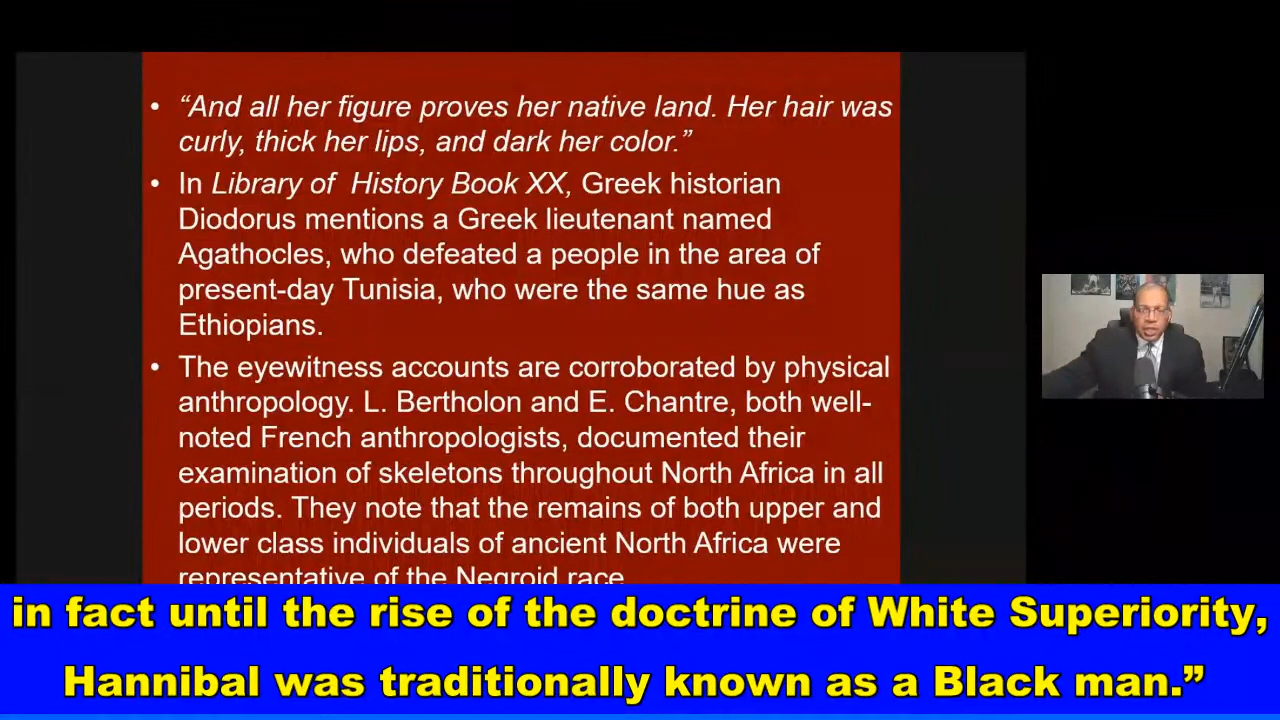 • “And all her figure proves her native land. Her hair was
curly, thick her lips, and dark her color.”
• In Library of History Book XX, Greek historian
Diodorus mentions a Greek lieutenant named
Agathocles, who defeated a people in the area of
present-day Tunisia, who were the same hue as
Ethiopians.
• The eyewitness accounts are corroborated by physical
anthropology. L. Bertholon and E. Chantre, both well-
noted French anthropologists, documented their
examination of skeletons throughout North Africa in all
periods. They note that the remains of both upper and
lower class individuals of ancient North Africa were
representative of the Negroid race
in fact until the rise of the doctrine of White Superiority,
Hannibal was traditionally known as a Black man.”